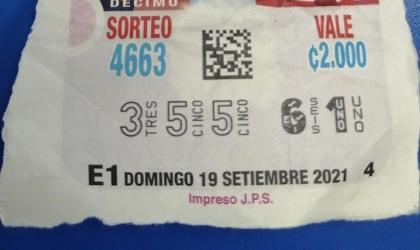 DECIMO
SORTEO VALE
4663 ₡2.000
3 TRES 5 CINCO 5 CINCO 6 SEIS 1 UNO
E1 DOMINGO 19 SETIEMBRE 2021 4
Impreso J.P.S.